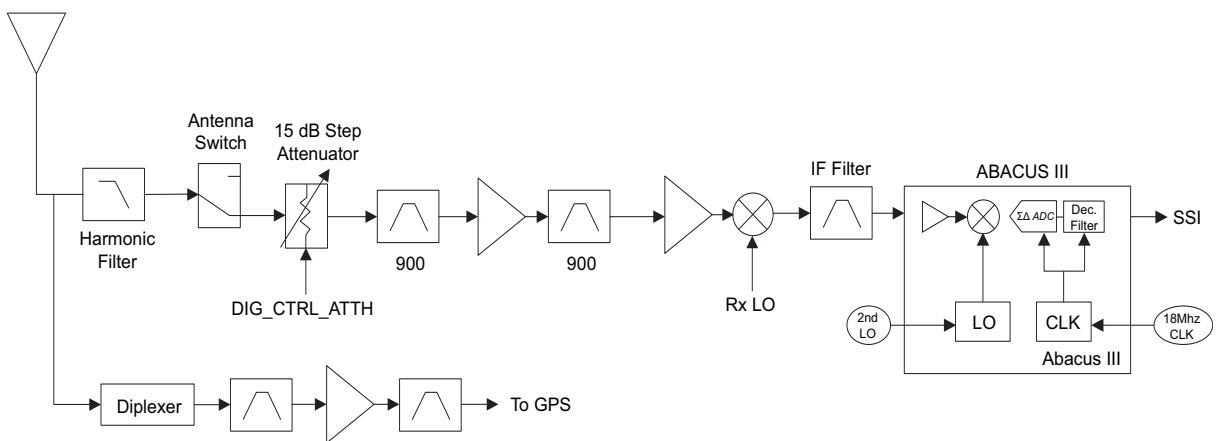 Antenna
Switch
15 dB Step
Attenuator
Harmonic
Filter
DIG_CTRL_ATTH
900
900
Rx LO
IF Filter
ABACUS III
ΣΔ ADC
Dec.
Filter
SSI
2nd
LO
LO
CLK
18Mhz
CLK
Abacus III
Diplexer
To GPS